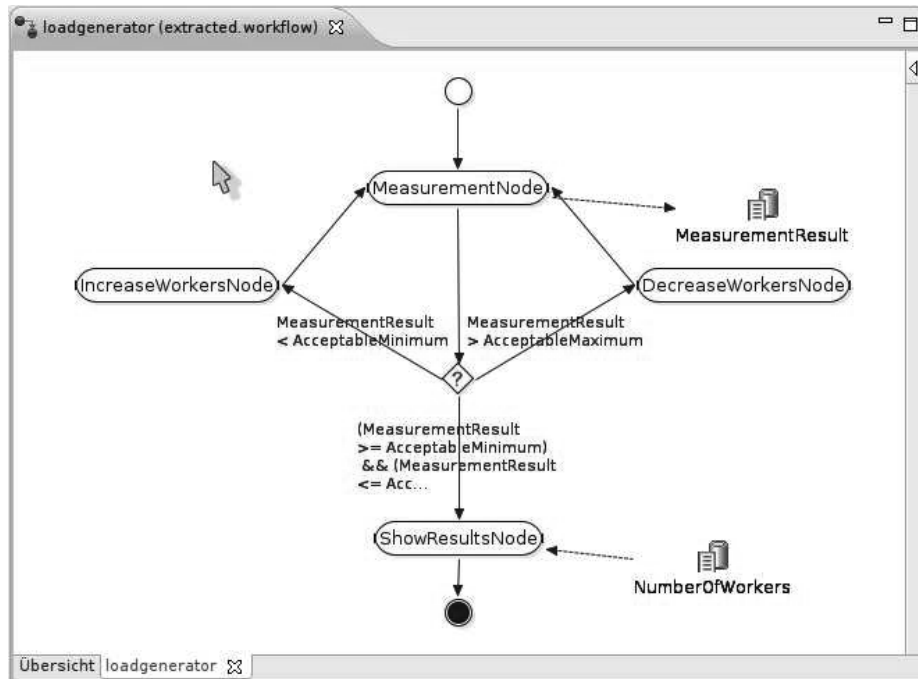 loadgenerator (extracted.workflow)
MeasurementNode
MeasurementResult
IncreaseWorkersNode
DecreaseWorkersNode
MeasurementResult
< AcceptableMinimum
MeasurementResult
> AcceptableMaximum
?
(MeasurementResult
>= AcceptableMinimum)
&& (MeasurementResult
<= Acc...
ShowResultsNode
NumberOfWorkers
Übersicht
loadgenerator